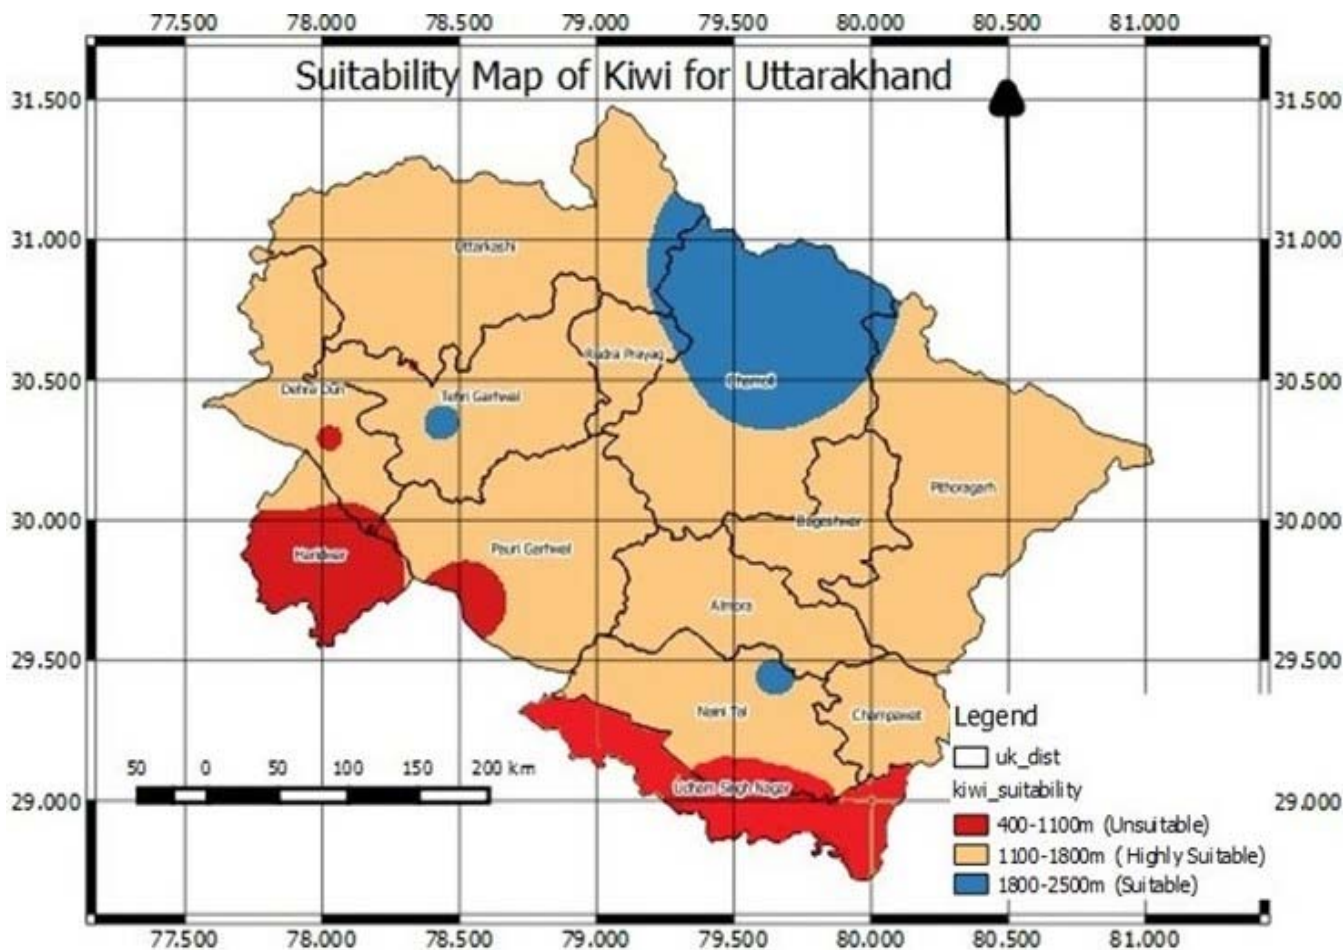 77.500 78.000 78.500 79.000 79.500 80.000 80.500 81.000
Suitability Map of Kiwi for Uttarakhand
31.500 31.500
31.000 31.000
Uttarkashi
Rudra Prayag
30.500 30.500
Chamoli
Dehra Dun
Tehri Garhwal
Pithoragarh
30.000 30.000
Bageshwar
Pauri Garhwal
Haridwar
Almora
29.500 29.500
Naini Tal
Champawat
Legend
uk_dist
50 0 50 100 150 200 km
Udham Singh Nagar
kiwi_suitability
29.000 29.000
400-1100m (Unsuitable)
1100-1800m ( Highly Suitable)
1800-2500m (Suitable)
77.500 78.000 78.500 79.000 79.500 80.000 80.500 81.000